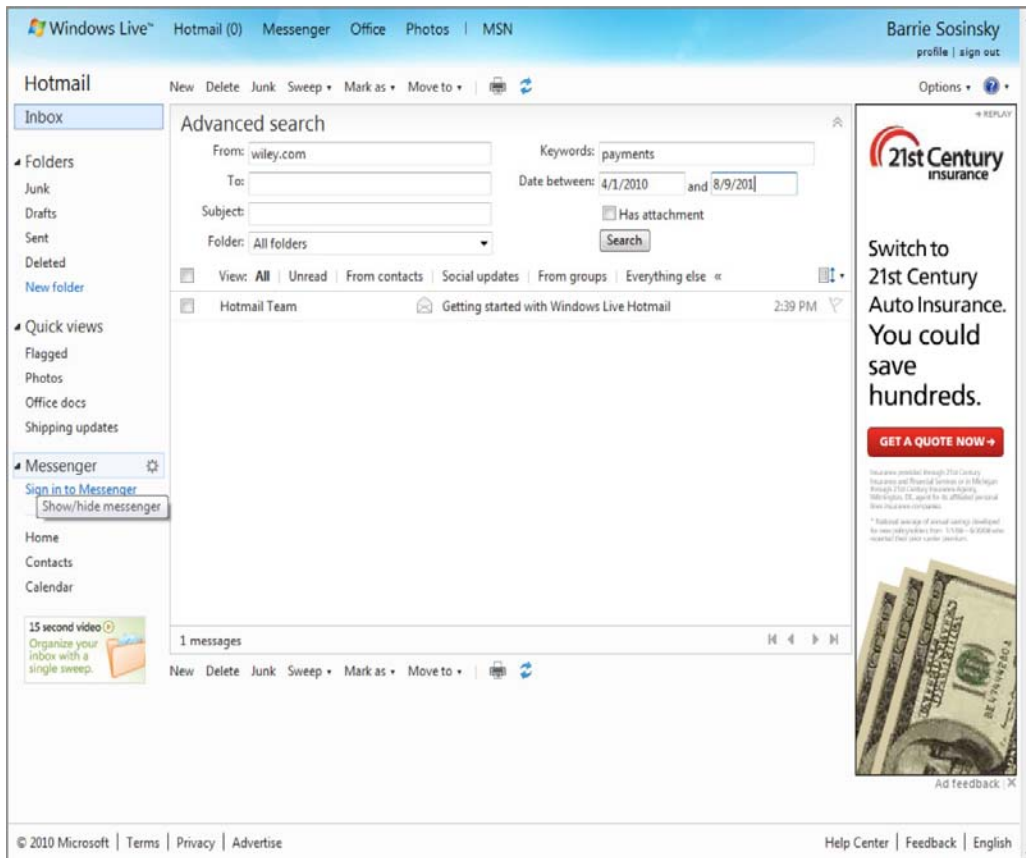 Windows Live™ Hotmail (0) Messenger Office Photos | MSN
Barrie Sosinsky
profile | sign out
Hotmail
New Delete Junk Sweep Mark as Move to
Options
Inbox
Folders
Junk
Drafts
Sent
Deleted
New folder
Quick views
Flagged
Photos
Office docs
Shipping updates
Messenger
Sign in to Messenger
Show/hide messenger
Home
Contacts
Calendar
15 second video
Organize your
inbox with a
single sweep.
Advanced search
From: wiley.com
Keywords: payments
To:
Date between: 4/1/2010 and 8/9/201
Subject:
Has attachment
Folder: All folders
Search
View: All | Unread | From contacts | Social updates | From groups | Everything else «
Hotmail Team Getting started with Windows Live Hotmail 2:39 PM
1 messages
New Delete Junk Sweep Mark as Move to
REPLAY
21st Century
insurance
Switch to
21st Century
Auto Insurance.
You could
save
hundreds.
GET A QUOTE NOW
Ad feedback | X
© 2010 Microsoft | Terms | Privacy | Advertise
Help Center | Feedback | English